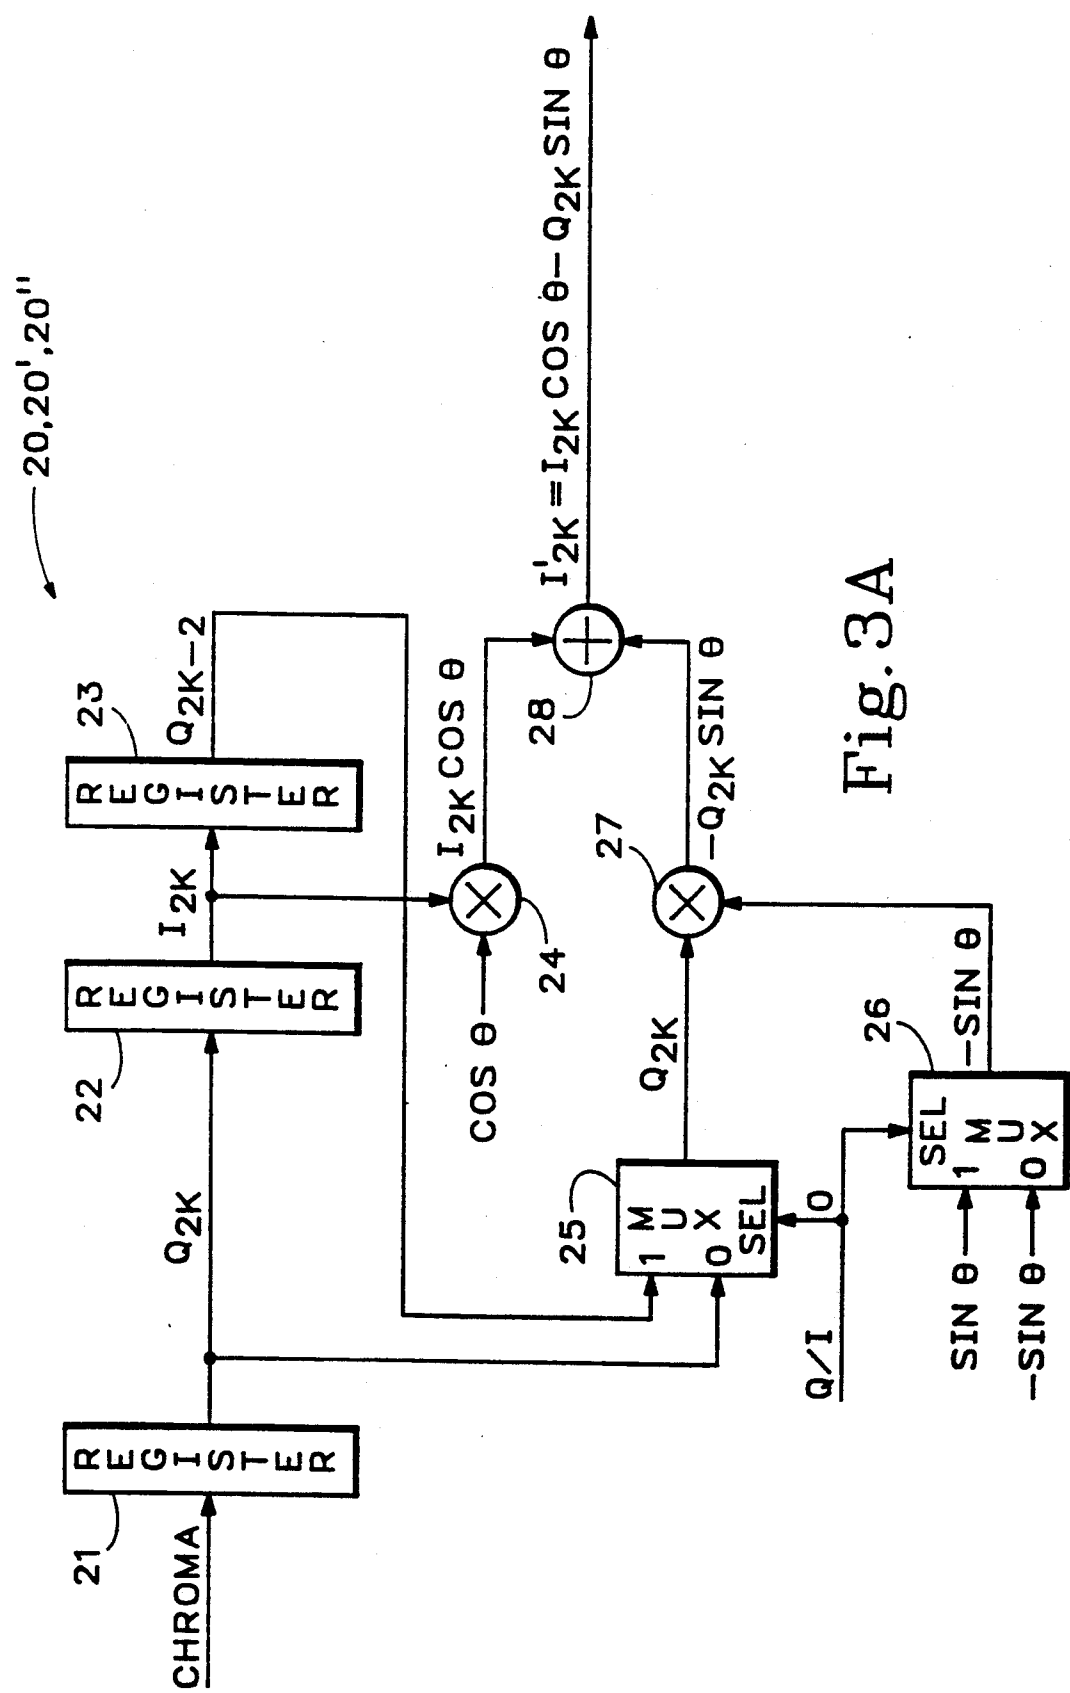 20,20',20''
CHROMA
21
REGISTER
Q2K
22
REGISTER
I2K
23
REGISTER
Q2K-2
COS θ
24
I2K COS θ
28
I'2K = I2K COS θ - Q2K SIN θ
25
1
0
MUX
SEL
Q2K
27
-Q2K SIN θ
Q/I
0
SIN θ
-SIN θ
26
SEL
1
0
MUX
-SIN θ
Fig. 3A